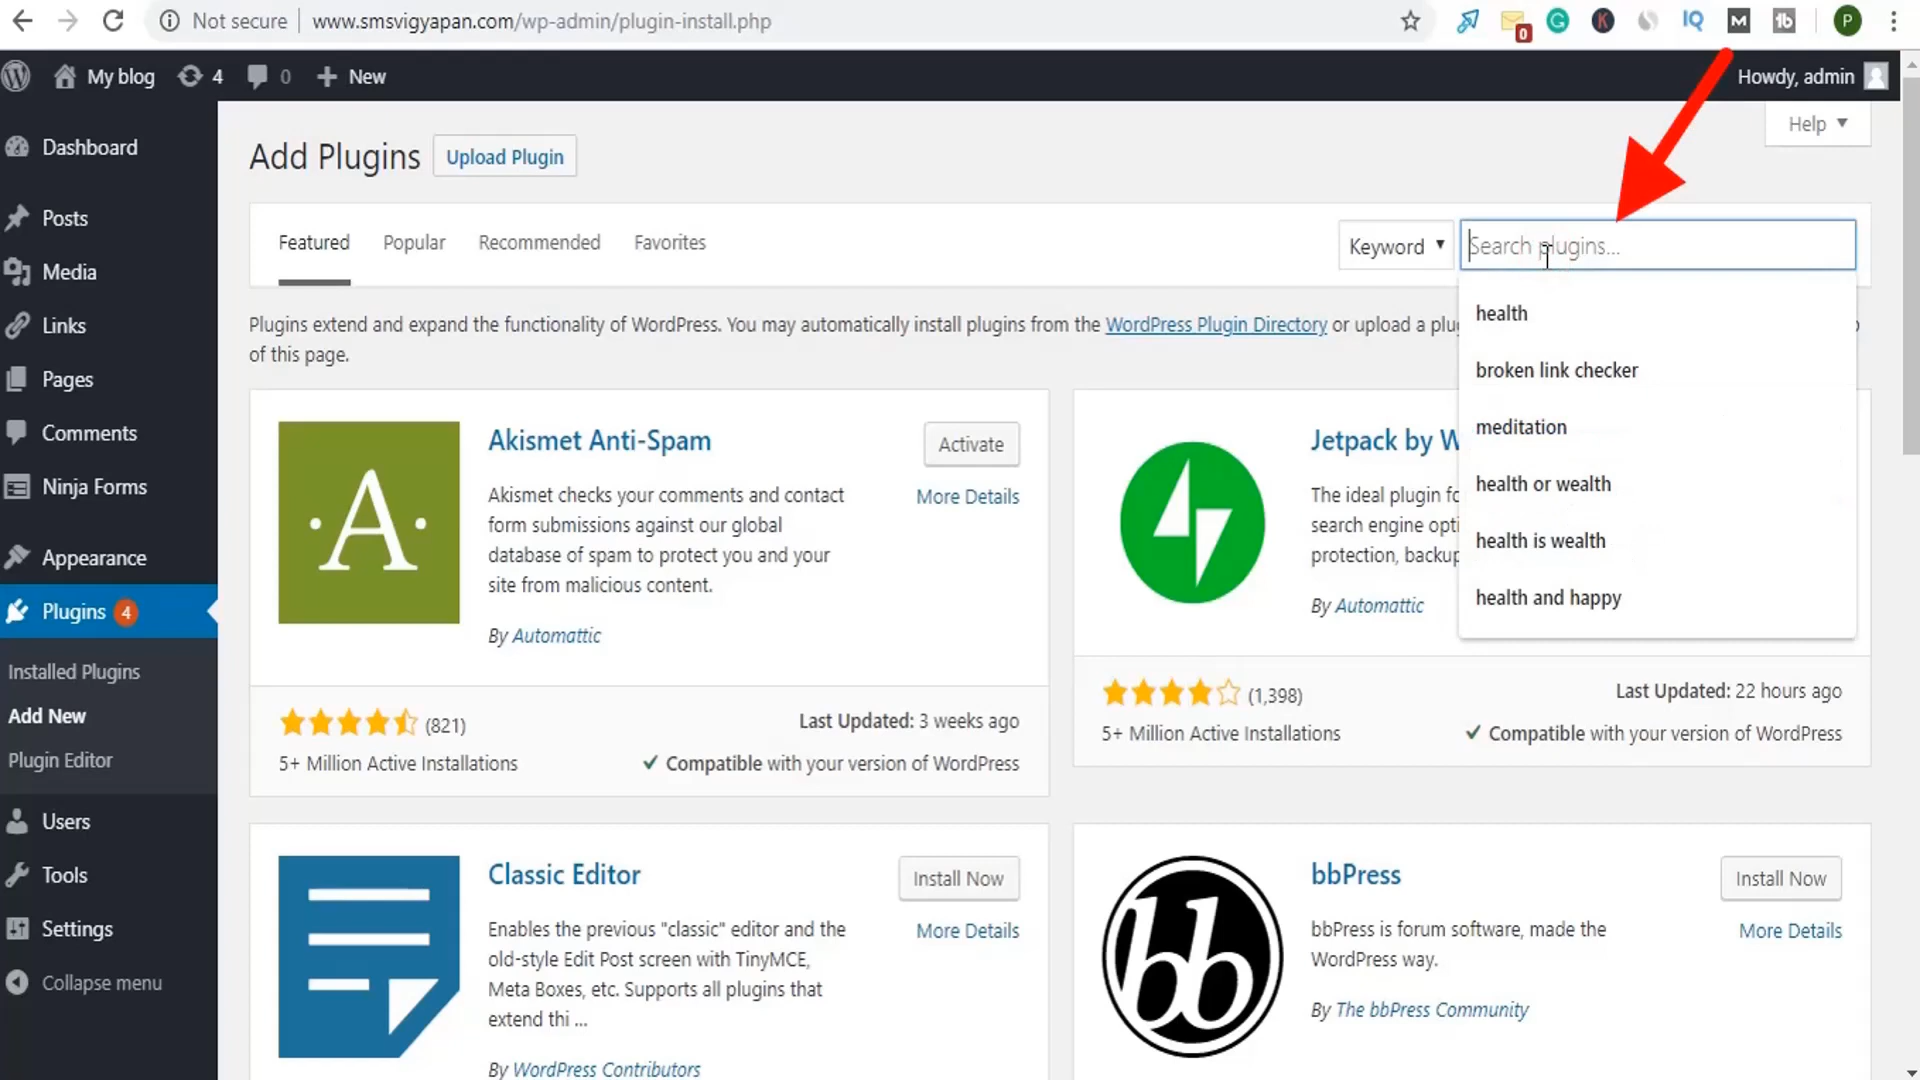 Not secure | www.smsvigyapan.com/wp-admin/plugin-install.php
0 G K IQ M tb P
My blog 4 0 + New Howdy, admin
Help ▼
Dashboard
Posts
Media
Links
Pages
Comments
Ninja Forms
Appearance
Plugins 4
Installed Plugins
Add New
Plugin Editor
Users
Tools
Settings
Collapse menu
Add Plugins Upload Plugin
Featured Popular Recommended Favorites Keyword ▼ Search plugins...
health
broken link checker
meditation
health or wealth
health is wealth
health and happy
Plugins extend and expand the functionality of WordPress. You may automatically install plugins from the WordPress Plugin Directory or upload a
of this page.
·A·
Akismet Anti-Spam
Activate
More Details
Akismet checks your comments and contact
form submissions against our global
database of spam to protect you and your
site from malicious content.
By Automattic
(821)
Last Updated: 3 weeks ago
5+ Million Active Installations
✓ Compatible with your version of WordPress
Jetpack by
The ideal plugin
search engine
protection,
By Automattic
(1,398)
Last Updated: 22 hours ago
5+ Million Active Installations
✓ Compatible with your version of WordPress
Classic Editor
Install Now
More Details
Enables the previous "classic" editor and the
old-style Edit Post screen with TinyMCE,
Meta Boxes, etc. Supports all plugins that
extend thi ...
By WordPress Contributors
bb
bbPress
Install Now
More Details
bbPress is forum software, made the
WordPress way.
By The bbPress Community